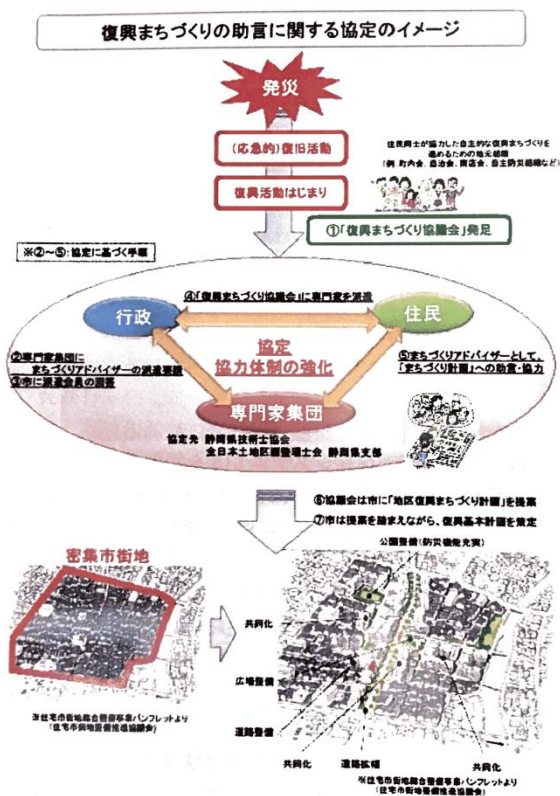 復興まちづくりの助言に関する協定のイメージ
発災
(応急的)復旧活動
復興活動はじまり
住民同士が協力した自主的な復興まちづくりを
進めるための地元組織
(例 町内会、自治会、商店会、自主防災組織など)
①「復興まちづくり協議会」発足
※②~⑤:協定に基づく手順
④「復興まちづくり協議会」に専門家を派遣
行政
住民
②専門家集団に
まちづくりアドバイザーの派遣要請
③市に派遣会員の回答
協定
協力体制の強化
⑤まちづくりアドバイザーとして、
「まちづくり計画」への助言・協力
専門家集団
協定先 静岡県技術士協会
全日本土地区画整理士会 静岡県支部
⑥協議会は市に「地区復興まちづくり計画」を提案
⑦市は提案を踏まえながら、復興基本計画を策定
密集市街地
公園整備(防災機能充実)
共同化
広場整備
道路整備
共同化
道路拡幅
共同化
※住宅市街地総合整備事業パンフレットより
(住宅市街地整備推進協議会)
※住宅市街地総合整備事業パンフレットより
(住宅市街地整備推進協議会)